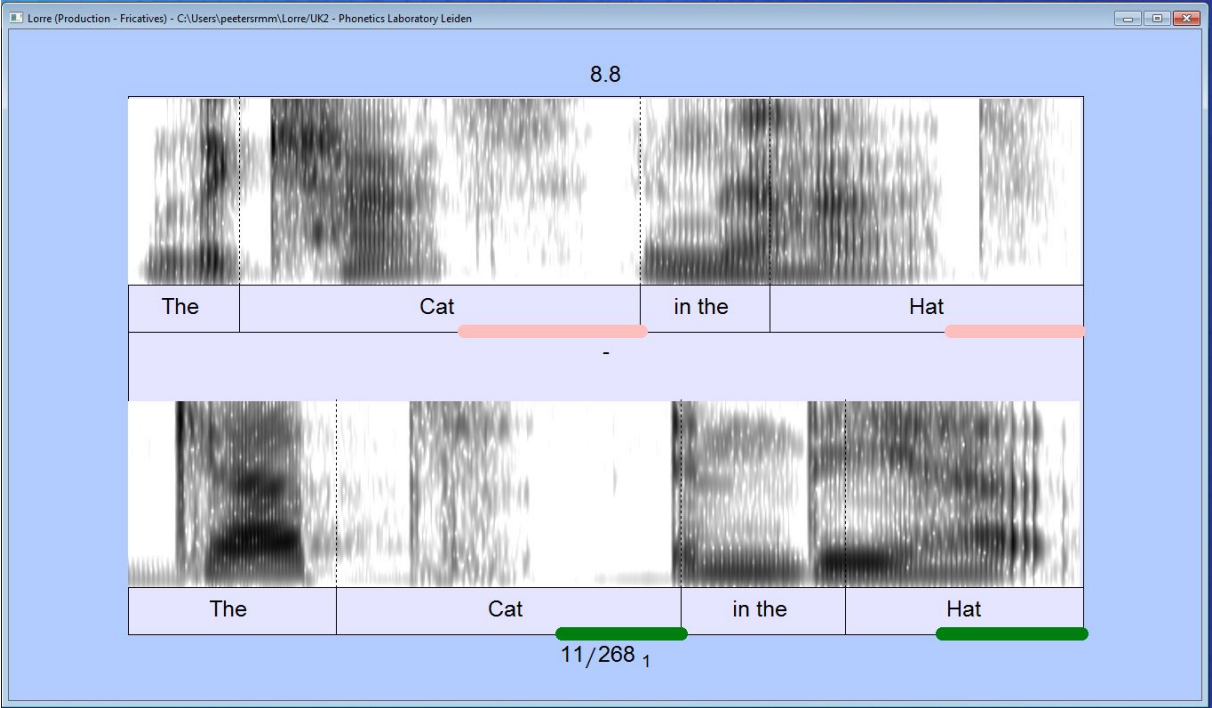 Lorre (Production - Fricatives) - C:\Users\peetersrmm\Lorre/UK2 - Phonetics Laboratory Leiden
8.8
The Cat in the Hat
-
The Cat in the Hat
11/268 1